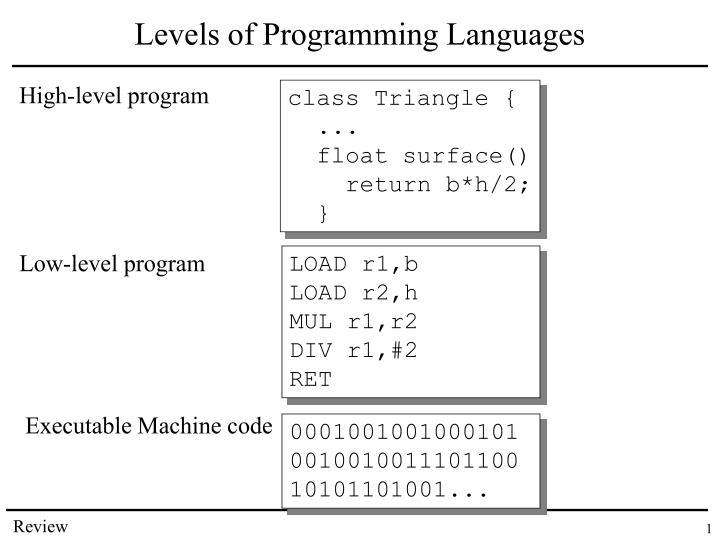 Levels of Programming Languages
High-level program
class Triangle {
  ...
  float surface()
    return b*h/2;
  }
Low-level program
LOAD r1,b
LOAD r2,h
MUL r1,r2
DIV r1,#2
RET
Executable Machine code
0001001001000101
0010010011101100
10101101001...
Review
1